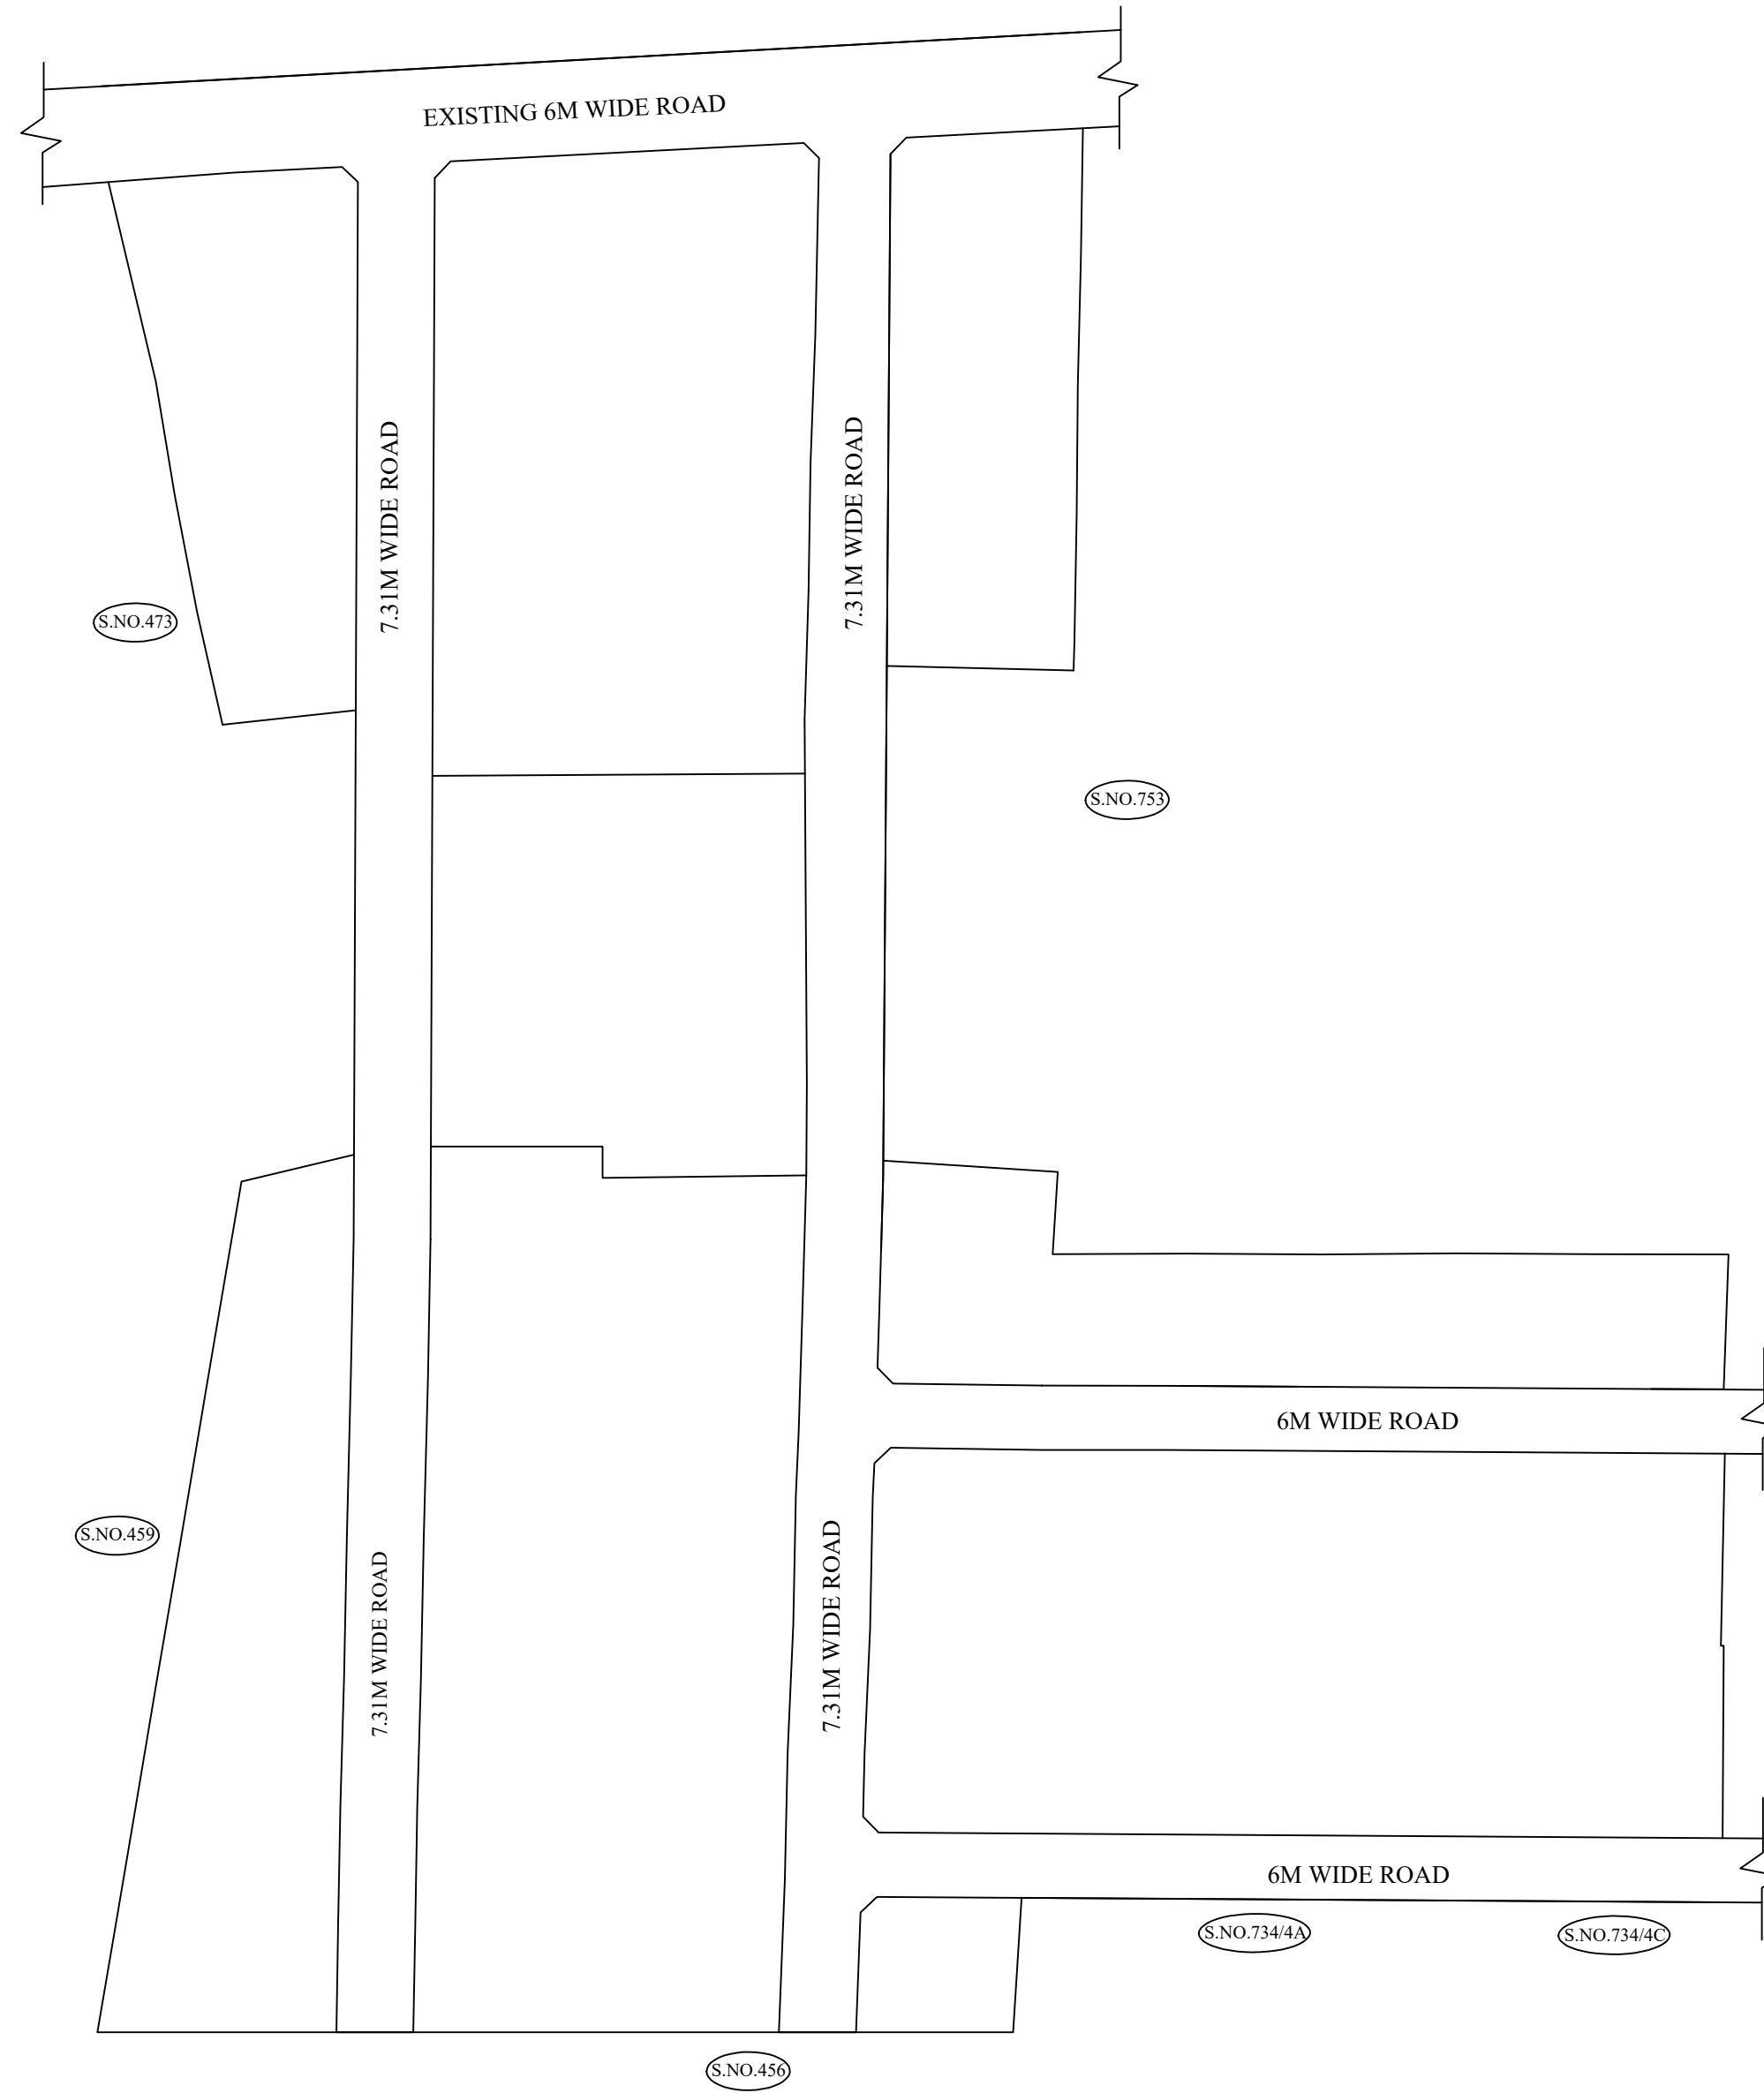 EXISTING 6M WIDE ROAD
7.31M WIDE ROAD
7.31M WIDE ROAD
S.NO.473
S.NO.753
6M WIDE ROAD
S.NO.459
7.31M WIDE ROAD
7.31M WIDE ROAD
6M WIDE ROAD
S.NO.734/4A
S.NO.734/4C
S.NO.456